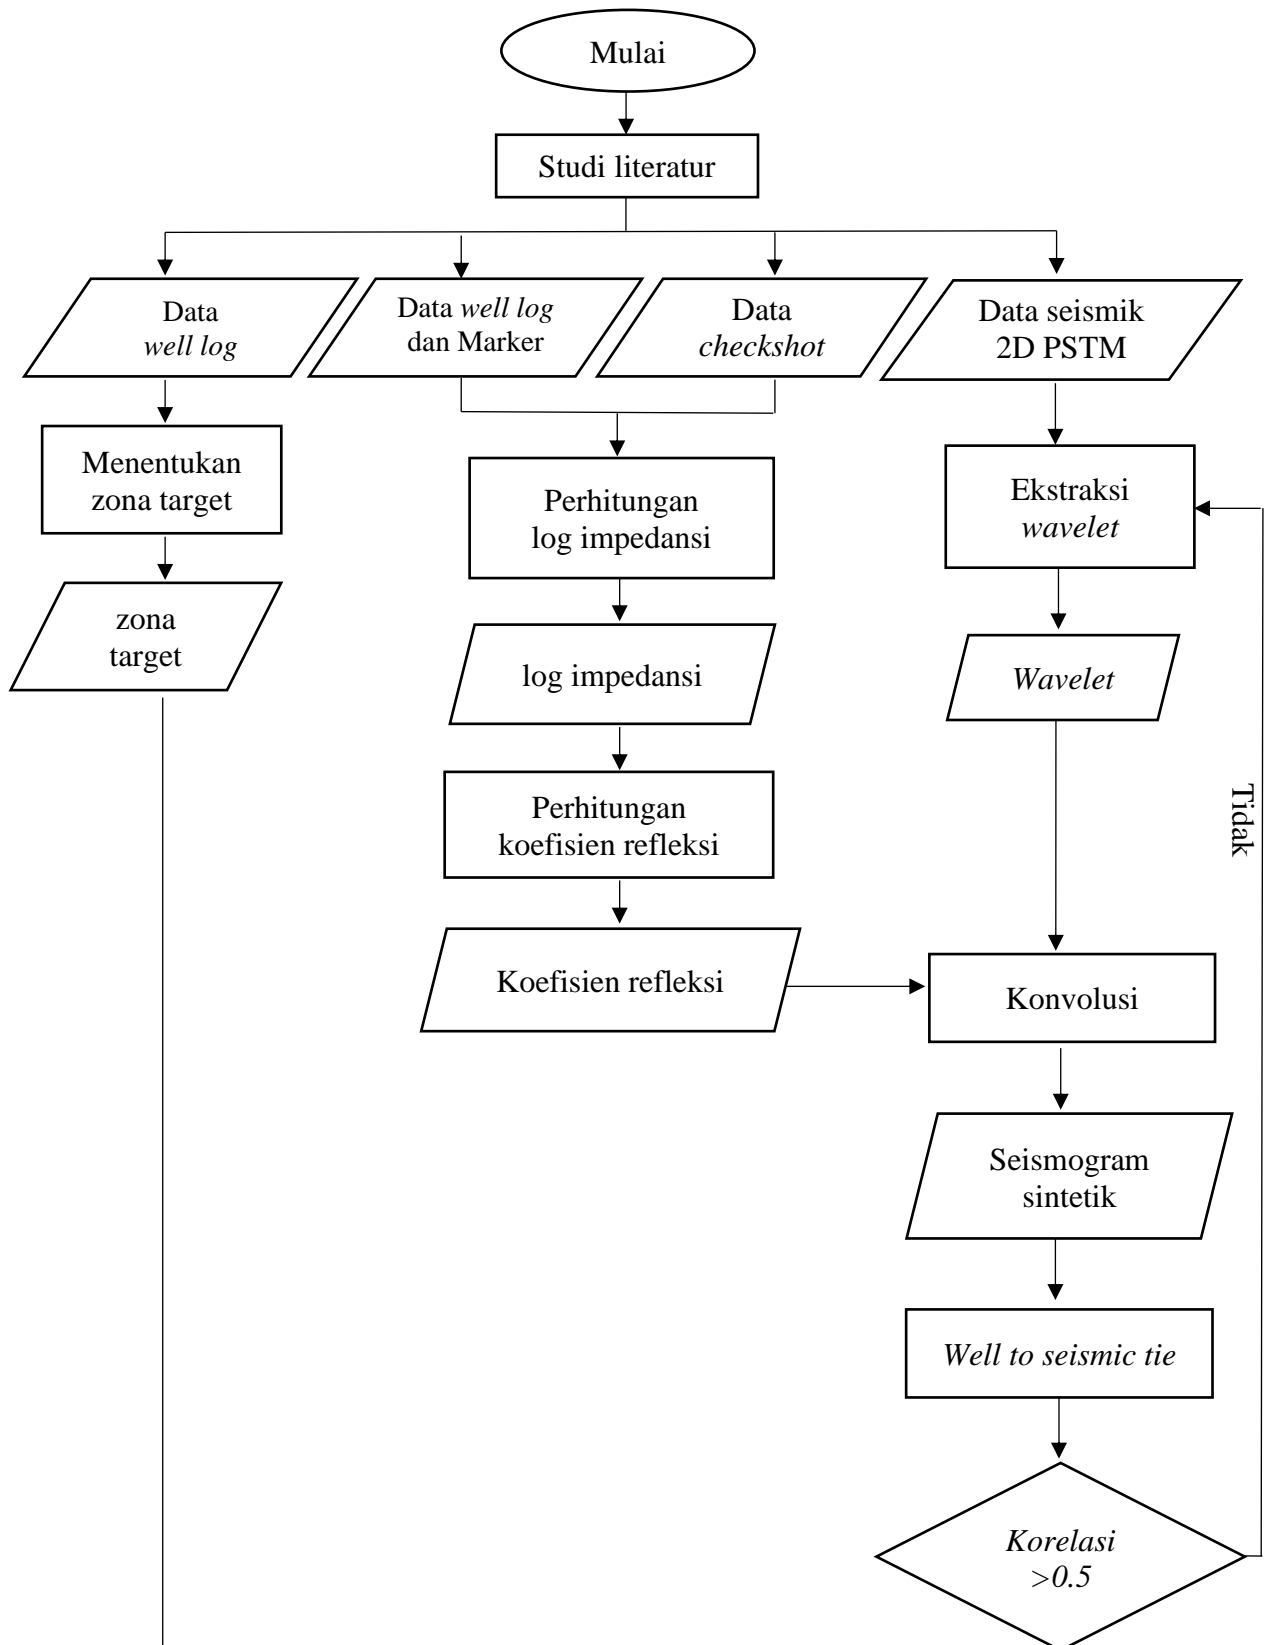 Mulai
Studi literatur
Data
well log
Data well log
dan Marker
Data
checkshot
Data seismik
2D PSTM
Menentukan
zona target
Perhitungan
log impedansi
Ekstraksi
wavelet
zona
target
log impedansi
Wavelet
Perhitungan
koefisien refleksi
Tidak
Koefisien refleksi
Konvolusi
Seismogram
sintetik
Well to seismic tie
Korelasi
>0.5